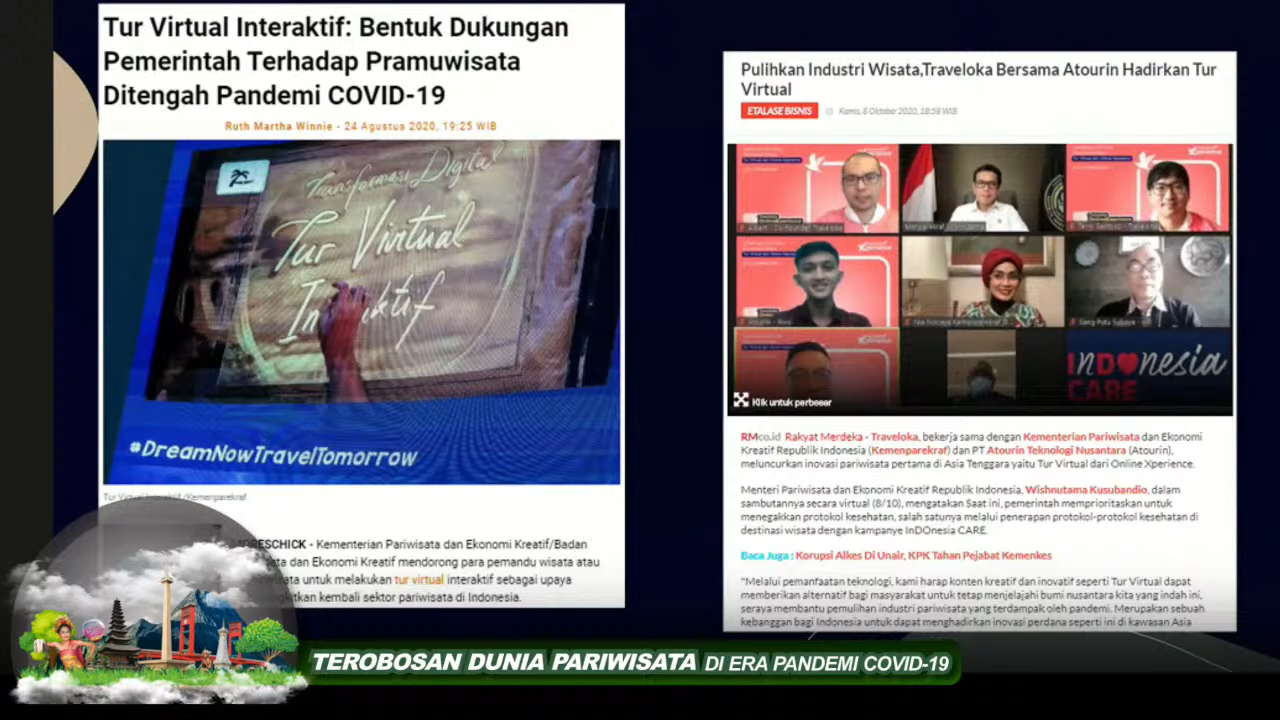 Tur Virtual Interaktif: Bentuk Dukungan
Pemerintah Terhadap Pramuwisata
Ditengah Pandemi COVID-19
Ruth Martha Winnie - 24 Agustus 2020, 19:25 WIB
Transformasi Digital
Tur Virtual
#DreamNowTravelTomorrow
Tur Virtual Interaktif /Kemenparekraf
RESCHICK - Kementerian Pariwisata dan Ekonomi Kreatif/Badan
dan Ekonomi Kreatif mendorong para pemandu wisata atau
untuk melakukan tur virtual interaktif sebagai upaya
kembali sektor pariwisata di Indonesia.
Pulihkan Industri Wisata,Traveloka Bersama Atourin Hadirkan Tur
Virtual
ETALASE BISNIS Kamis, 8 Oktober 2020, 18:58 WIB
INDONesia
CARE
Klik untuk perbesar
RMco.id Rakyat Merdeka - Traveloka, bekerja sama dengan Kementerian Pariwisata dan Ekonomi
Kreatif Republik Indonesia (Kemenparekraf) dan PT Atourin Teknologi Nusantara (Atourin),
meluncurkan inovasi pariwisata pertama di Asia Tenggara yaitu Tur Virtual dari Online Xperience.
Menteri Pariwisata dan Ekonomi Kreatif Republik Indonesia, Wishnutama Kusubandio, dalam
sambutannya secara virtual (8/10), mengatakan Saat ini, pemerintah memprioritaskan untuk
menegakkan protokol kesehatan, salah satunya melalui penerapan protokol-protokol kesehatan di
destinasi wisata dengan kampanye InDOnesia CARE.
Baca Juga : Korupsi Alkes Di Unair, KPK Tahan Pejabat Kemenkes
"Melalui pemanfaatan teknologi, kami harap konten kreatif dan inovatif seperti Tur Virtual dapat
memberikan alternatif bagi masyarakat untuk tetap menjelajahi bumi nusantara kita yang indah ini,
seraya membantu pemulihan industri pariwisata yang terdampak oleh pandemi. Merupakan sebuah
kebanggan bagi Indonesia untuk dapat menghadirkan inovasi perdana seperti ini di kawasan Asia
TEROBOSAN DUNIA PARIWISATA DI ERA PANDEMI COVID-19